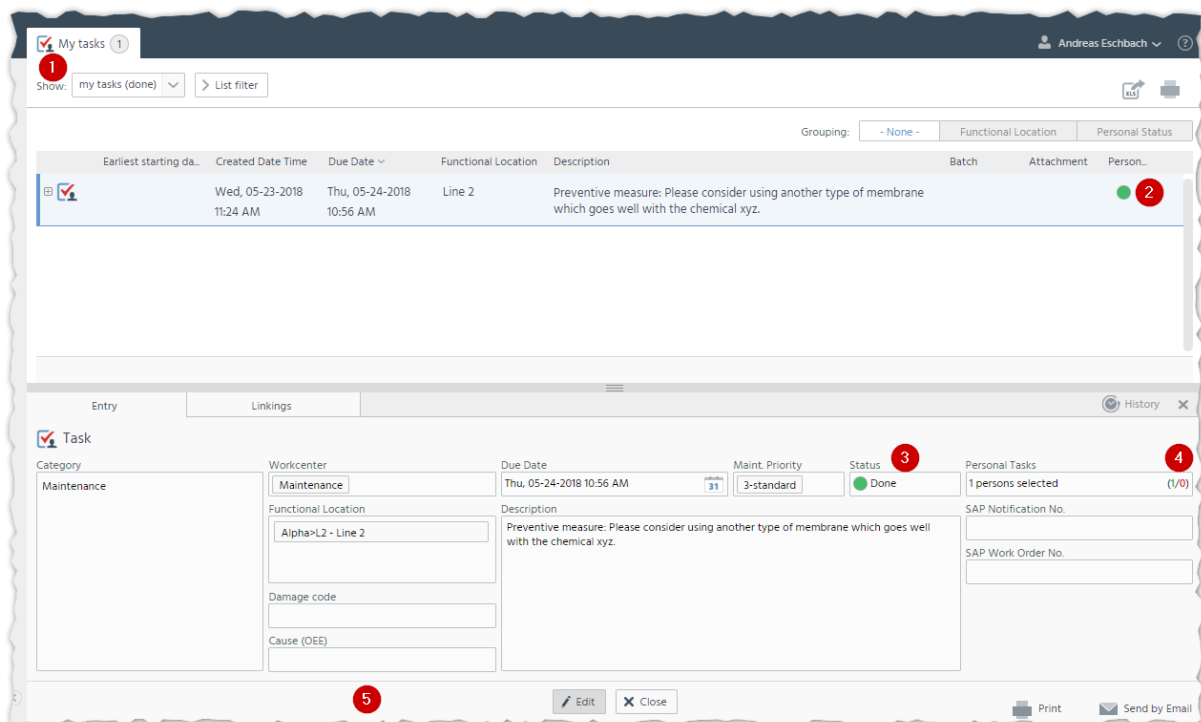 My tasks 1
Andreas Eschbach
?
1
Show: my tasks (done) List filter
XLS
Grouping: - None - Functional Location Personal Status
Earliest starting da... Created Date Time Due Date Functional Location Description Batch Attachment Person...
Wed, 05-23-2018 Thu, 05-24-2018 Line 2 Preventive measure: Please consider using another type of membrane 2
11:24 AM 10:56 AM which goes well with the chemical xyz.
Entry Linkings History
Task
3
4
Category Workcenter Due Date Maint. Priority Status Personal Tasks
Maintenance Maintenance Thu, 05-24-2018 10:56 AM 31 3-standard Done 1 persons selected (1/0)
Functional Location Description SAP Notification No.
Alpha>L2 - Line 2 Preventive measure: Please consider using another type of membrane which goes well
with the chemical xyz.
SAP Work Order No.
Damage code
Cause (OEE)
5
Edit Close
Print Send by Email